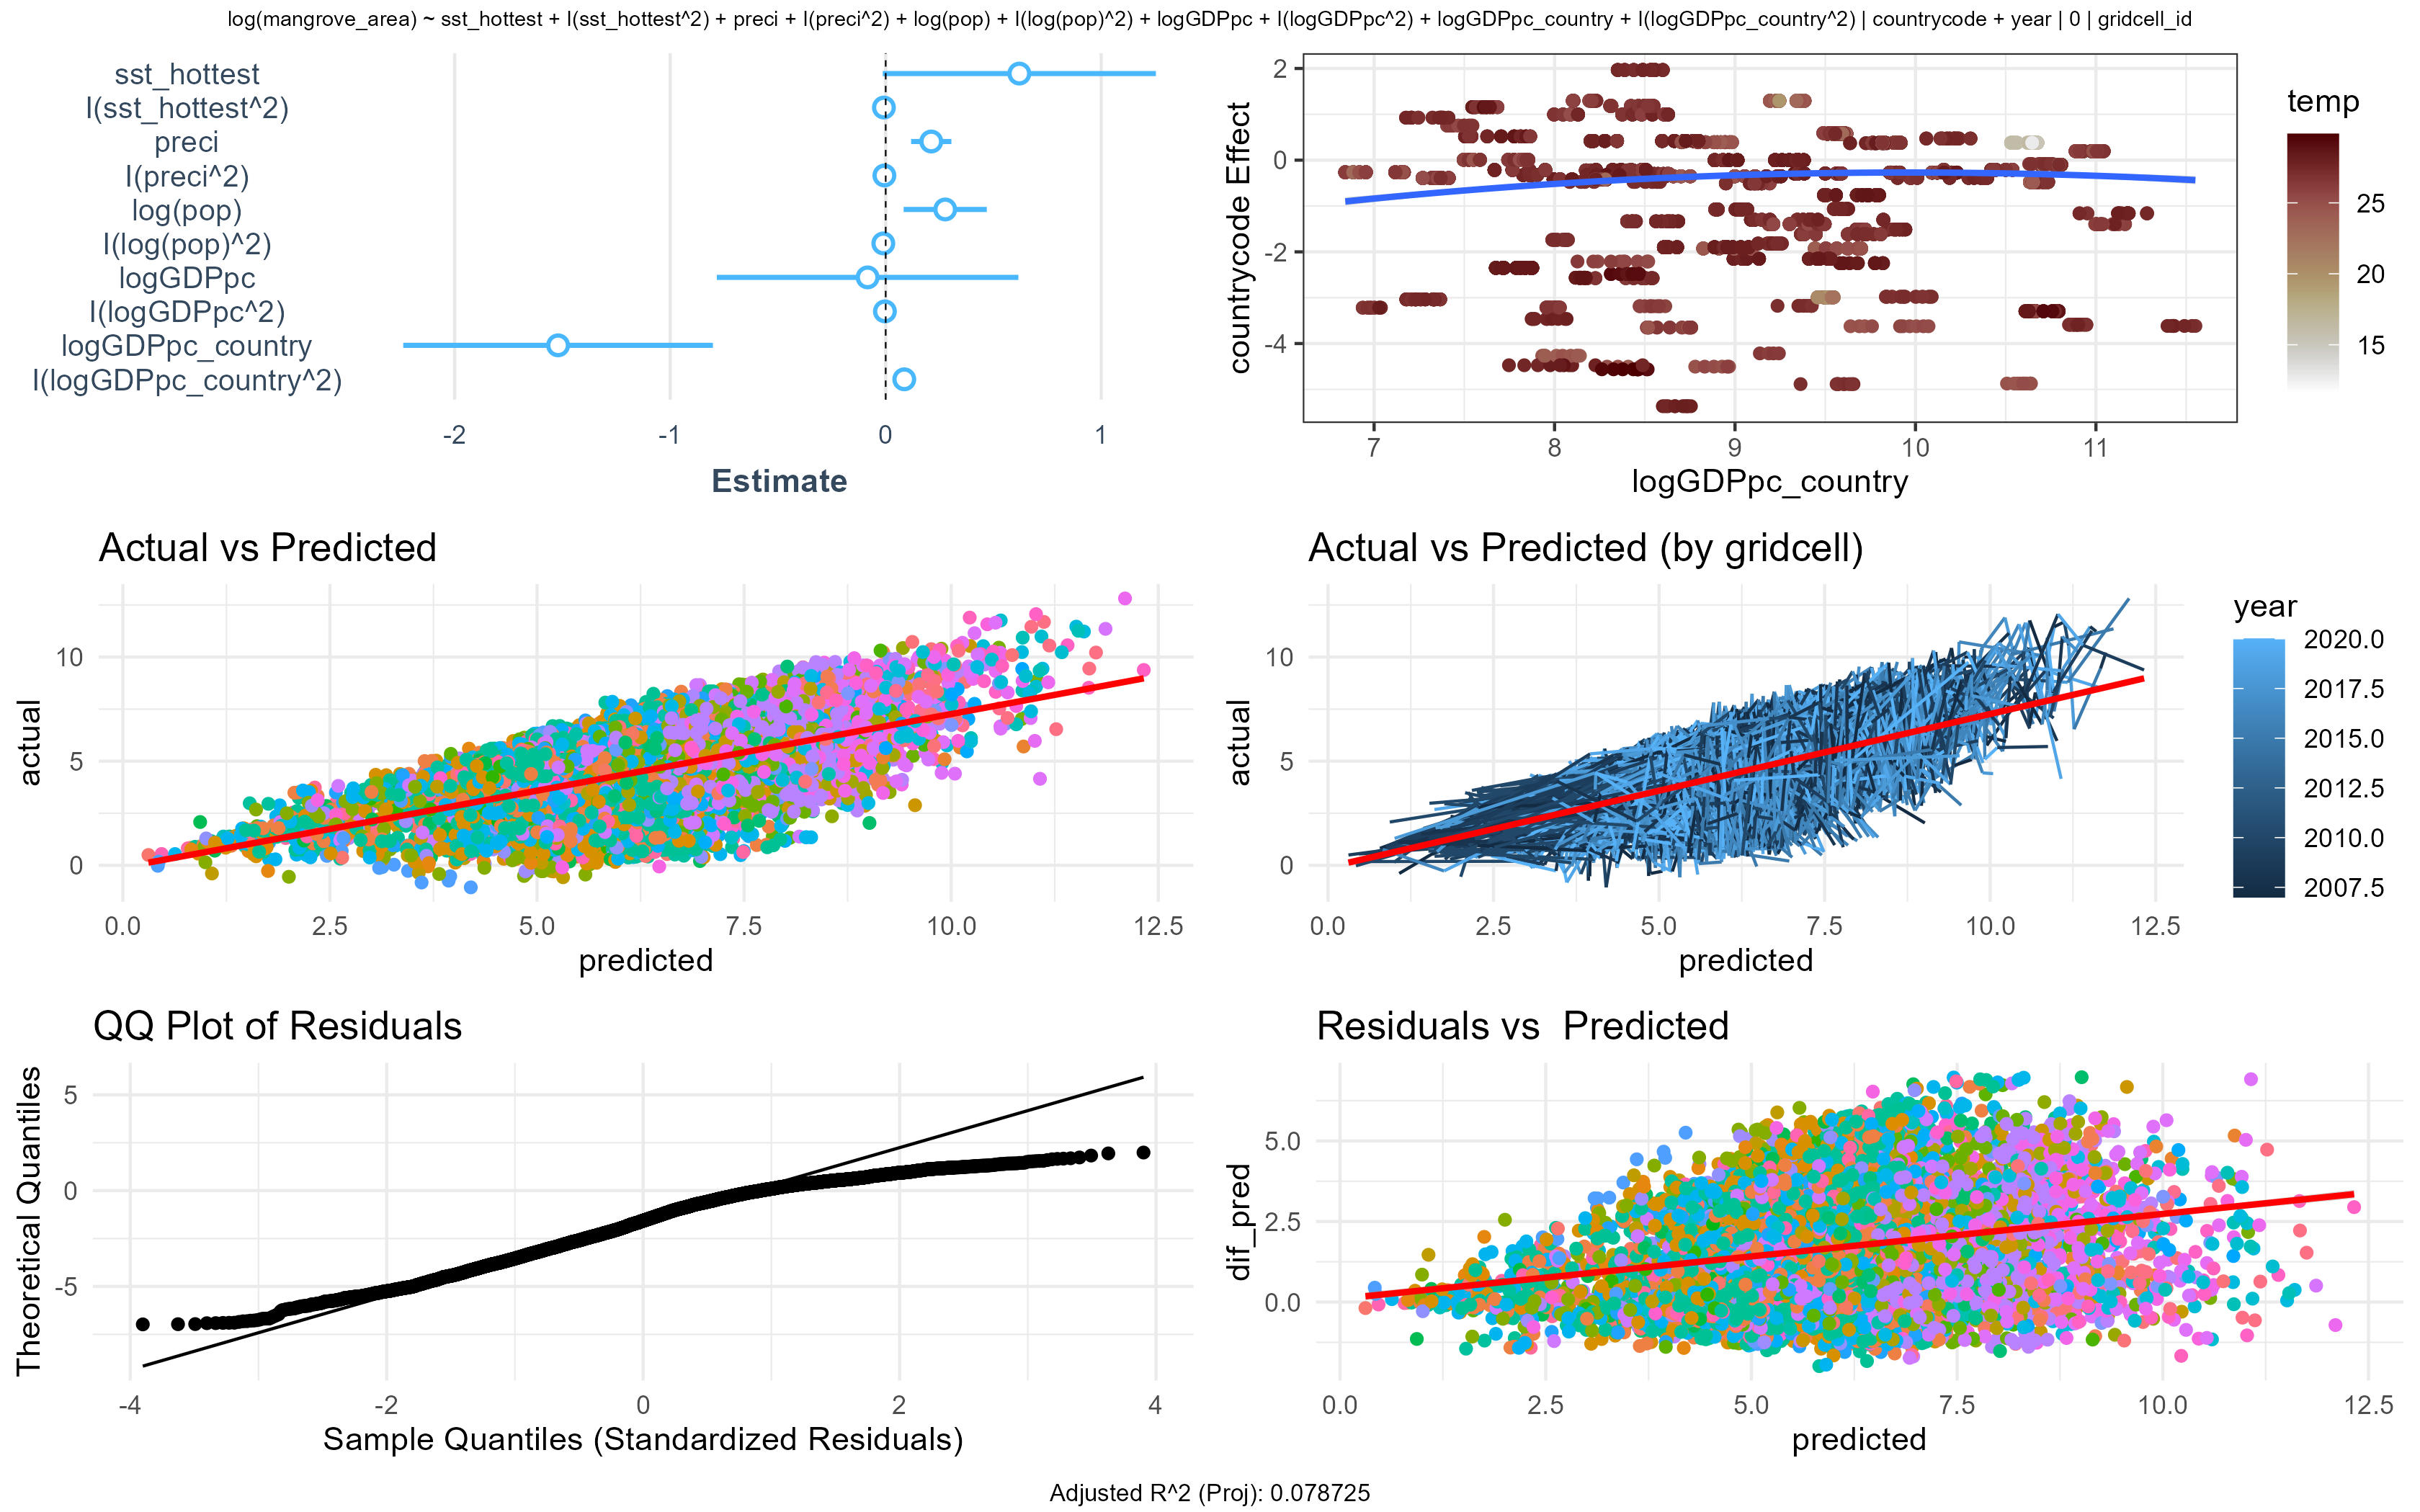 log(mangrove_area) ~ sst_hottest + I(sst_hottest^2) + preci + I(preci^2) + log(pop) + I(log(pop)^2) + logGDPpc + I(logGDPpc^2) + logGDPpc_country + I(logGDPpc_country^2) | countrycode + year | 0 | gridcell_id
sst_hottest
I(sst_hottest^2)
preci
I(preci^2)
log(pop)
I(log(pop)^2)
logGDPpc
I(logGDPpc^2)
logGDPpc_country
I(logGDPpc_country^2)
-2 -1 0 1
Estimate
countrycode Effect
2
0
-2
-4
7 8 9 10 11
logGDPpc_country
temp
25
20
15
Actual vs Predicted
actual
10
5
0
0.0 2.5 5.0 7.5 10.0 12.5
predicted
Actual vs Predicted (by gridcell)
actual
10
5
0
0.0 2.5 5.0 7.5 10.0 12.5
predicted
year
2020.0
2017.5
2015.0
2012.5
2010.0
2007.5
QQ Plot of Residuals
Theoretical Quantiles
5
0
-5
-4 -2 0 2 4
Sample Quantiles (Standardized Residuals)
Residuals vs  Predicted
dif_pred
5.0
2.5
0.0
0.0 2.5 5.0 7.5 10.0 12.5
predicted
Adjusted R^2 (Proj): 0.078725